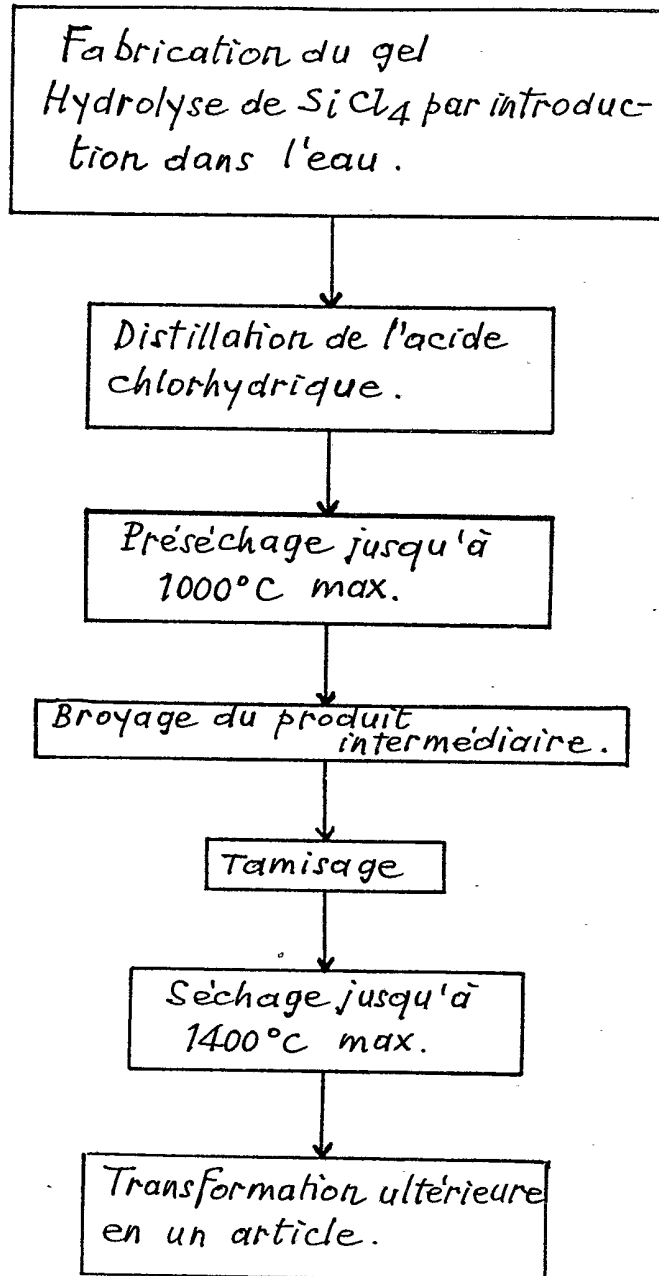 Fabrication du gel
Hydrolyse de SiCl4 par introduc-
tion dans l'eau.
Distillation de l'acide
chlorhydrique.
Préséchage jusqu'à
1000°C max.
Broyage du produit
intermédiaire.
Tamisage
Séchage jusqu'à
1400°C max.
Transformation ultérieure
en un article.